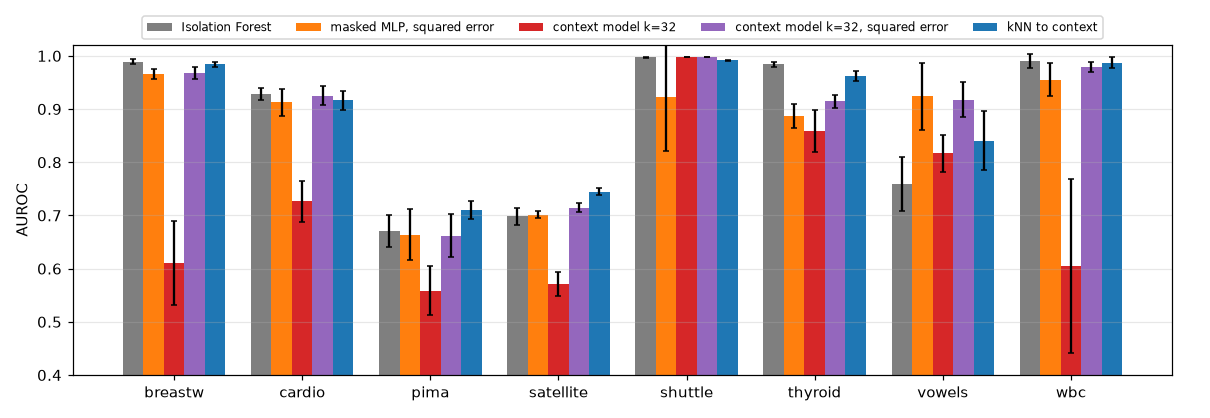 Isolation Forest masked MLP, squared error context model k=32 context model k=32, squared error kNN to context
1.0
0.9
0.8
0.7
0.6
0.5
0.4
AUROC
breastw cardio pima satellite shuttle thyroid vowels wbc